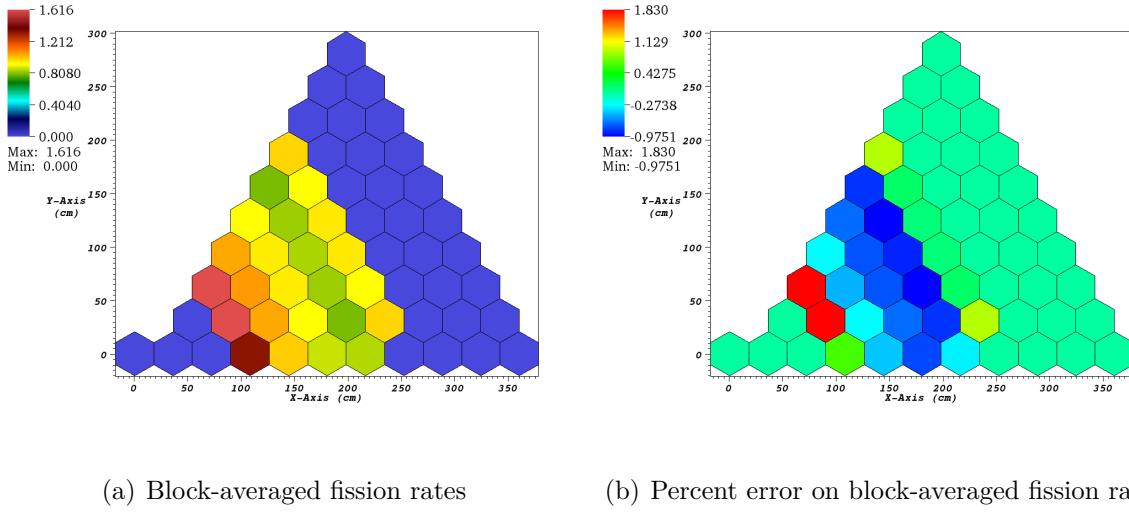 1.616
1.212
0.8080
0.4040
0.000
Max: 1.616
Min: 0.000
300
250
200
150
100
50
0
Y-Axis
(cm)
0 50 100 150 200 250 300 350
X-Axis (cm)
(a) Block-averaged fission rates
1.830
1.129
0.4275
-0.2738
-0.9751
Max: 1.830
Min: -0.9751
300
250
200
150
100
50
0
Y-Axis
(cm)
0 50 100 150 200 250 300 350
X-Axis (cm)
(b) Percent error on block-averaged fission ra